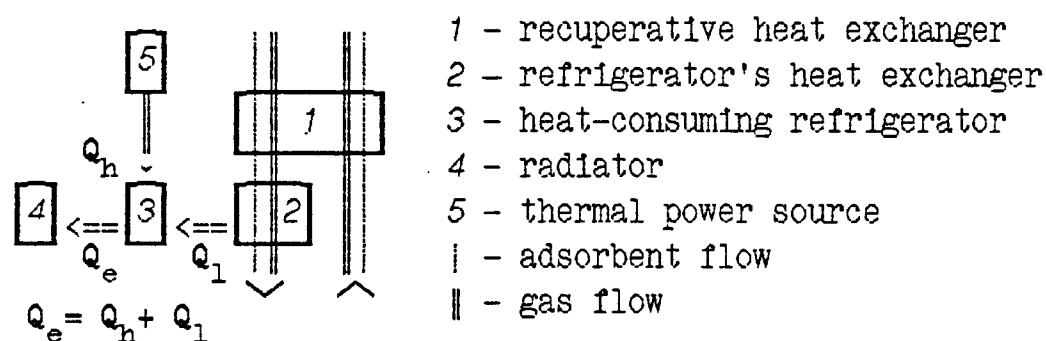 5
1
Q_h
4 <== 3 <== 2
Q_e Q_l
Q_e = Q_h + Q_l
1 – recuperative heat exchanger
2 – refrigerator's heat exchanger
3 – heat-consuming refrigerator
4 – radiator
5 – thermal power source
¦ – adsorbent flow
‖ – gas flow